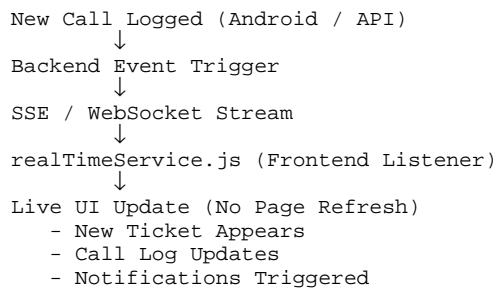 New Call Logged (Android / API)
↓
Backend Event Trigger
↓
SSE / WebSocket Stream
↓
realTimeService.js (Frontend Listener)
↓
Live UI Update (No Page Refresh)
- New Ticket Appears
- Call Log Updates
- Notifications Triggered